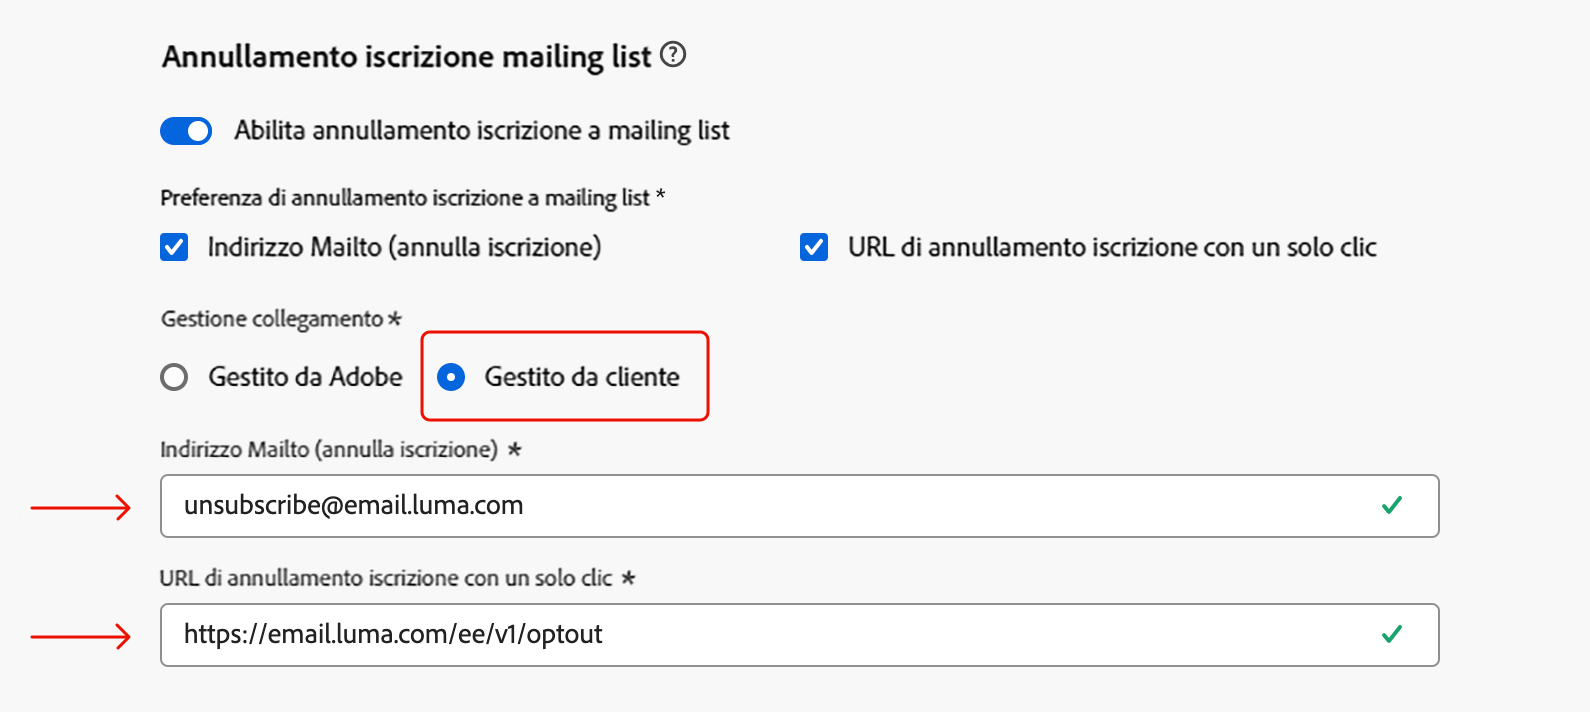 Annullamento iscrizione mailing list ?
Abilita annullamento iscrizione a mailing list
Preferenza di annullamento iscrizione a mailing list *
Indirizzo Mailto (annulla iscrizione) URL di annullamento iscrizione con un solo clic
Gestione collegamento *
Gestito da Adobe Gestito da cliente
Indirizzo Mailto (annulla iscrizione) *
unsubscribe@email.luma.com
URL di annullamento iscrizione con un solo clic *
https://email.luma.com/ee/v1/optout